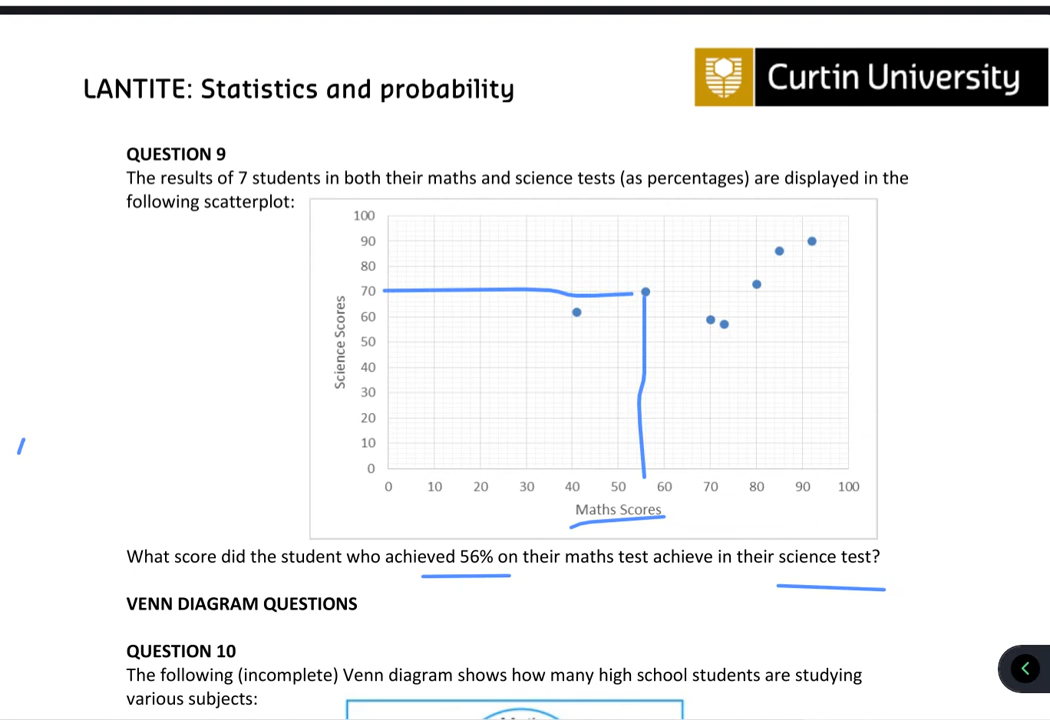 LANTITE: Statistics and probability
Curtin University
QUESTION 9
The results of 7 students in both their maths and science tests (as percentages) are displayed in the
following scatterplot:
100
90
80
70
60
50
40
30
20
10
0
Science Scores
0 10 20 30 40 50 60 70 80 90 100
Maths Scores
What score did the student who achieved 56% on their maths test achieve in their science test?
VENN DIAGRAM QUESTIONS
QUESTION 10
The following (incomplete) Venn diagram shows how many high school students are studying
various subjects: